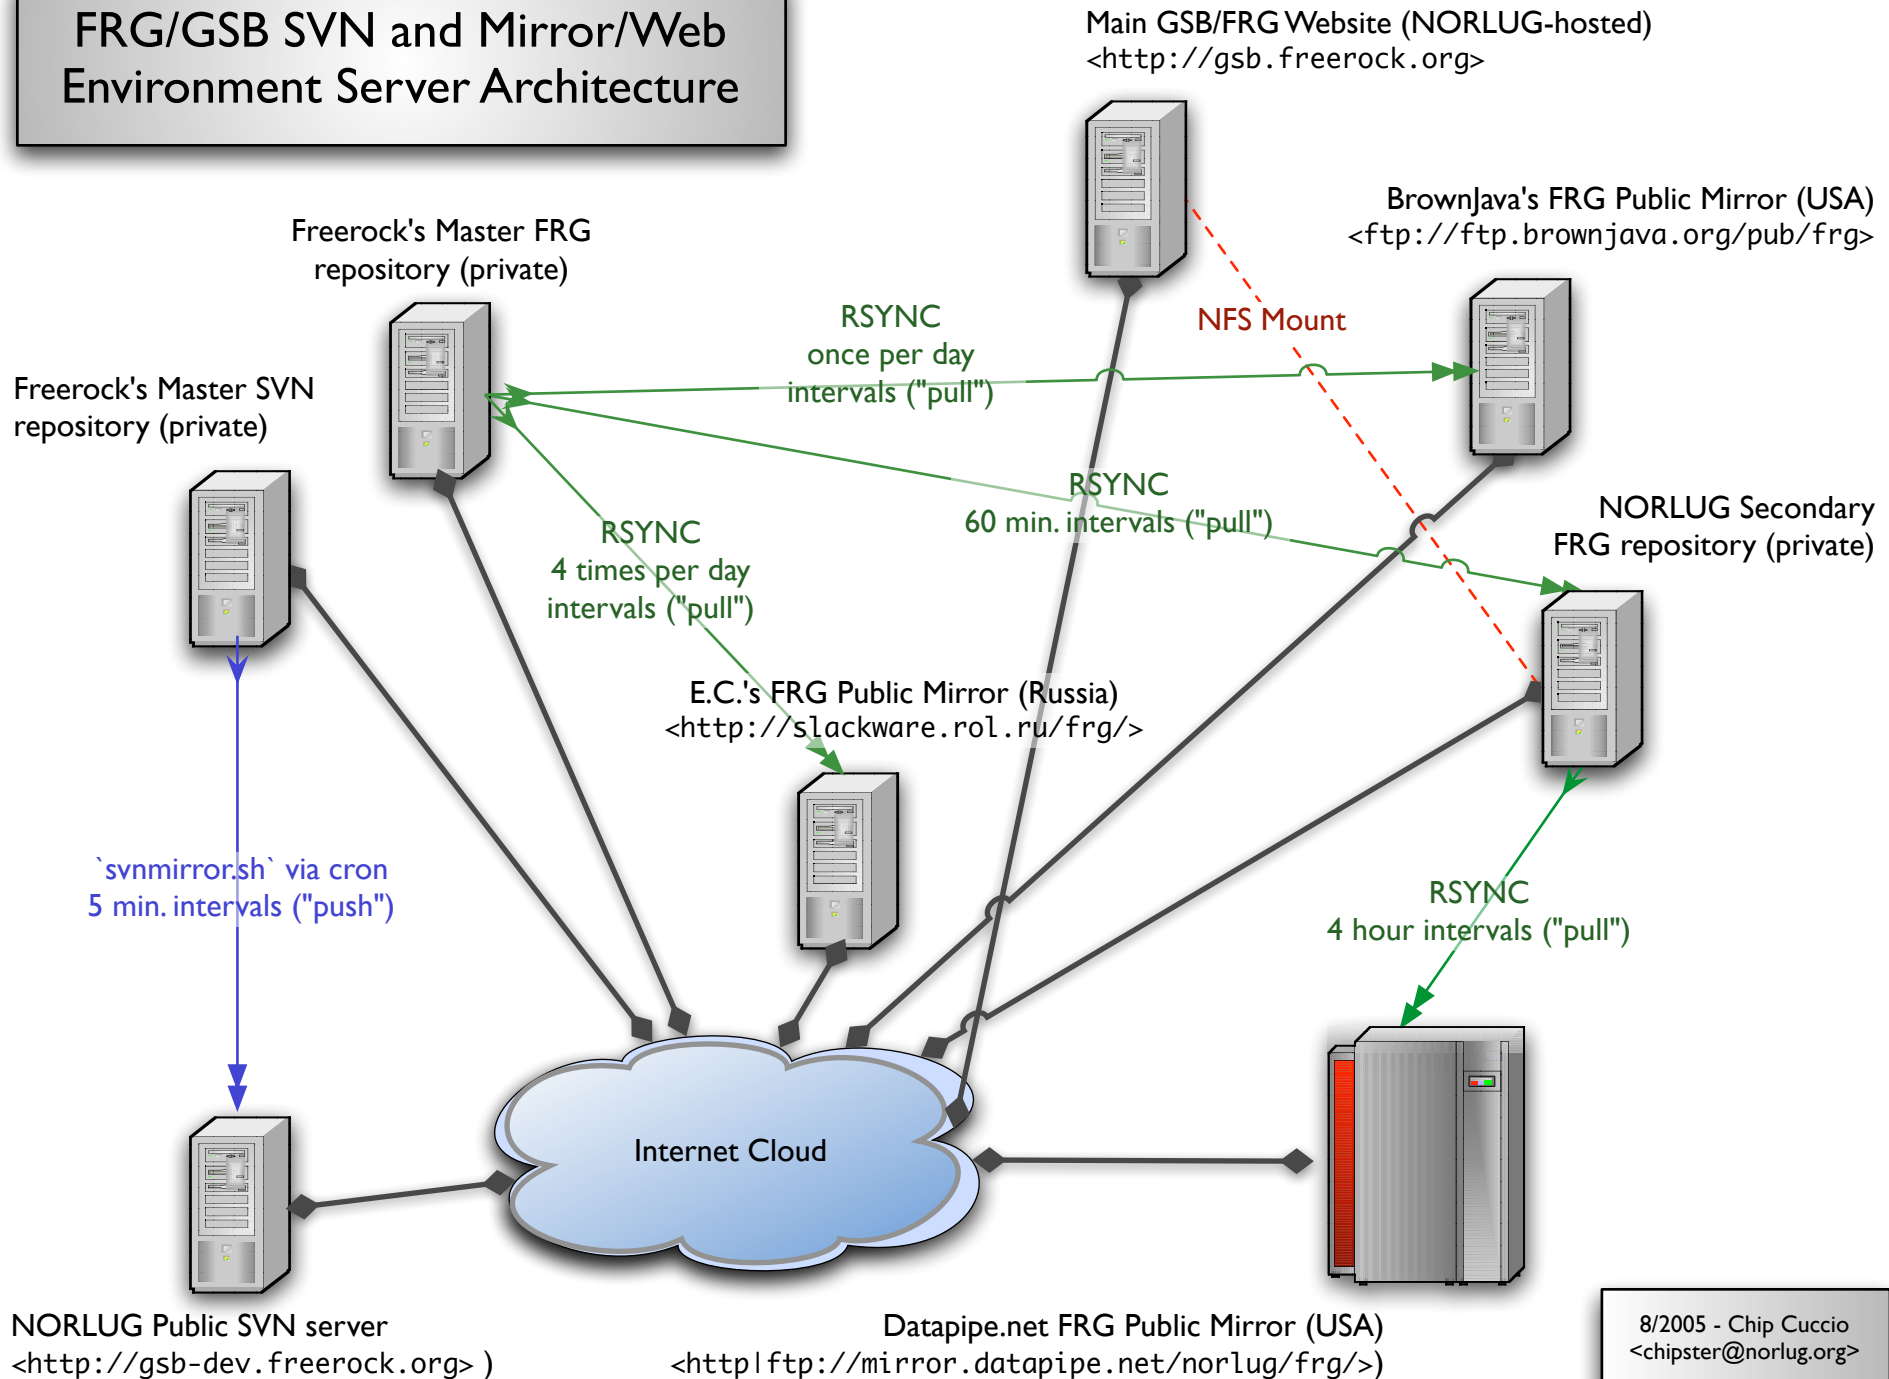 FRG/GSB SVN and Mirror/Web
Environment Server Architecture
Main GSB/FRG Website (NORLUG-hosted)
<http://gsb.freerock.org>
BrownJava's FRG Public Mirror (USA)
<ftp://ftp.brownjava.org/pub/frg>
Freerock's Master FRG
repository (private)
RSYNC
once per day
intervals ("pull")
NFS Mount
Freerock's Master SVN
repository (private)
RSYNC
60 min. intervals ("pull")
NORLUG Secondary
FRG repository (private)
RSYNC
4 times per day
intervals ("pull")
E.C.'s FRG Public Mirror (Russia)
<http://slackware.rol.ru/frg/>
`svnmirror.sh` via cron
5 min. intervals ("push")
RSYNC
4 hour intervals ("pull")
Internet Cloud
NORLUG Public SVN server
<http://gsb-dev.freerock.org> )
Datapipe.net FRG Public Mirror (USA)
<http|ftp://mirror.datapipe.net/norlug/frg/>)
8/2005 - Chip Cuccio
<chipster@norlug.org>